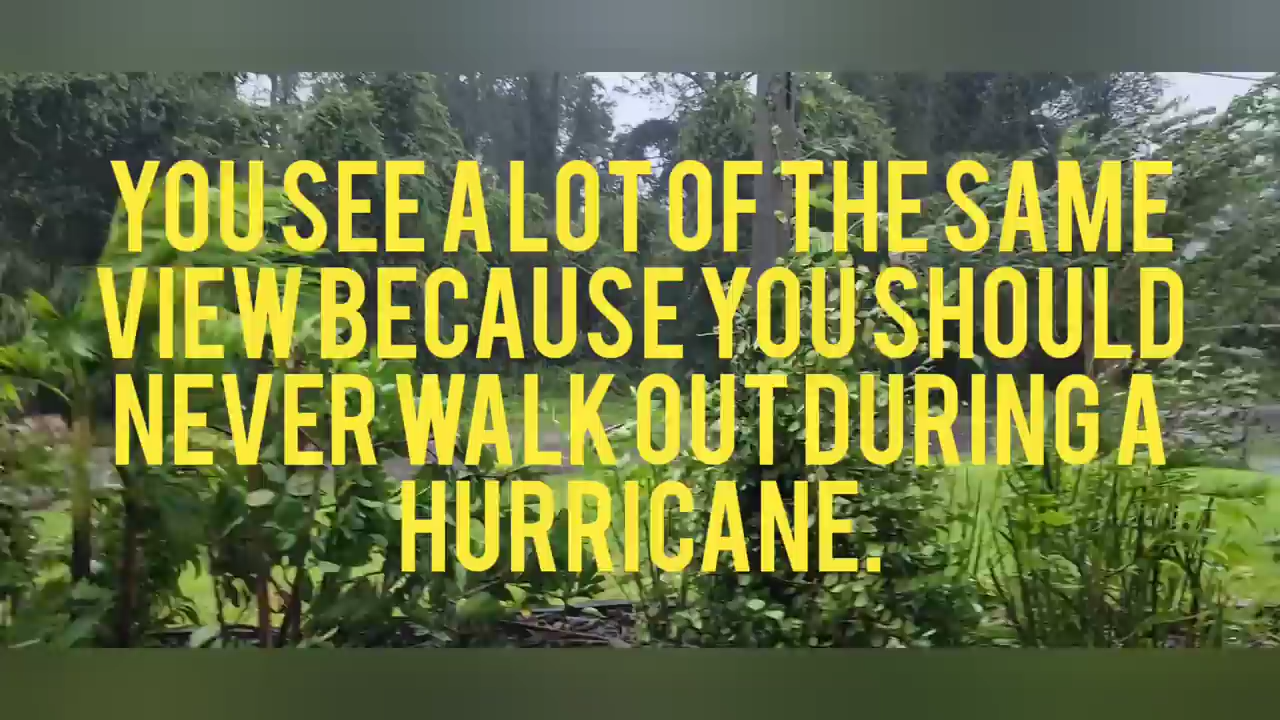 YOU SEE A LOT OF THE SAME
VIEW BECAUSE YOU SHOULD
NEVER WALK OUT DURING A
HURRICANE.